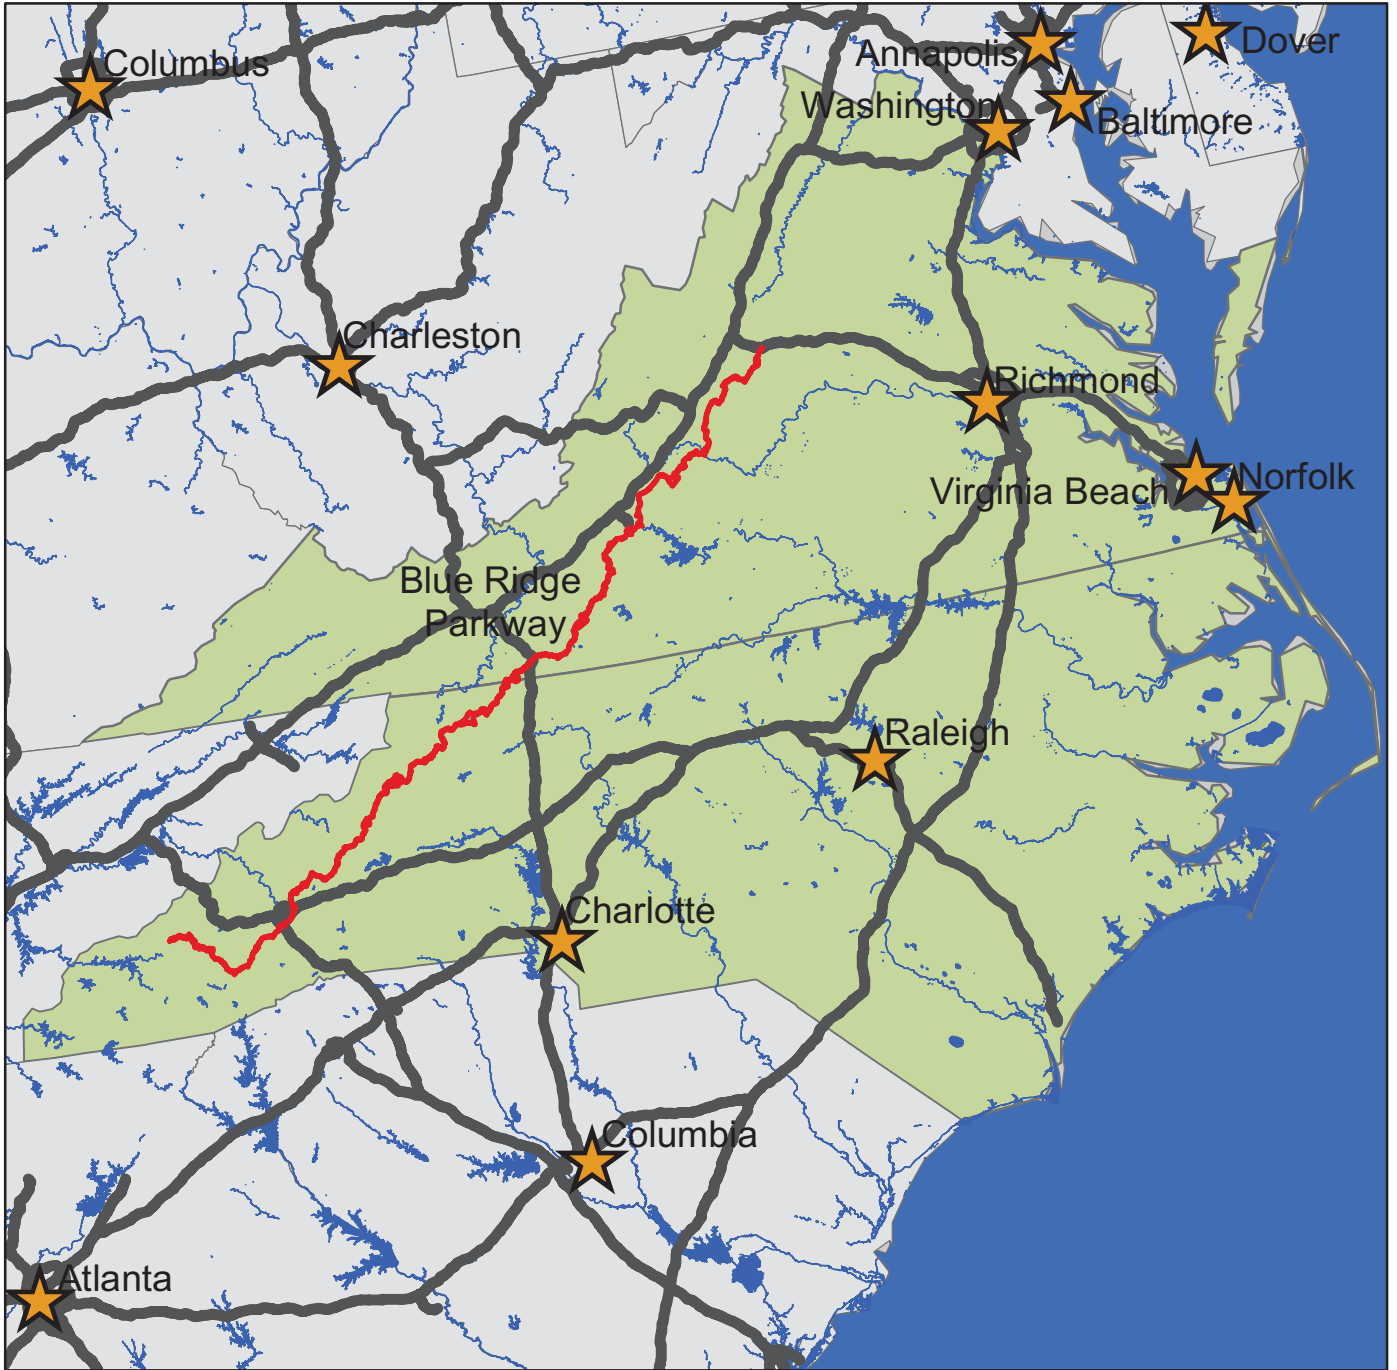 Dover
Annapolis
Columbus
Washington
Baltimore
Charleston
Richmond
Norfolk
Virginia Beach
Blue Ridge
Parkway
Raleigh
Charlotte
Columbia
Atlanta